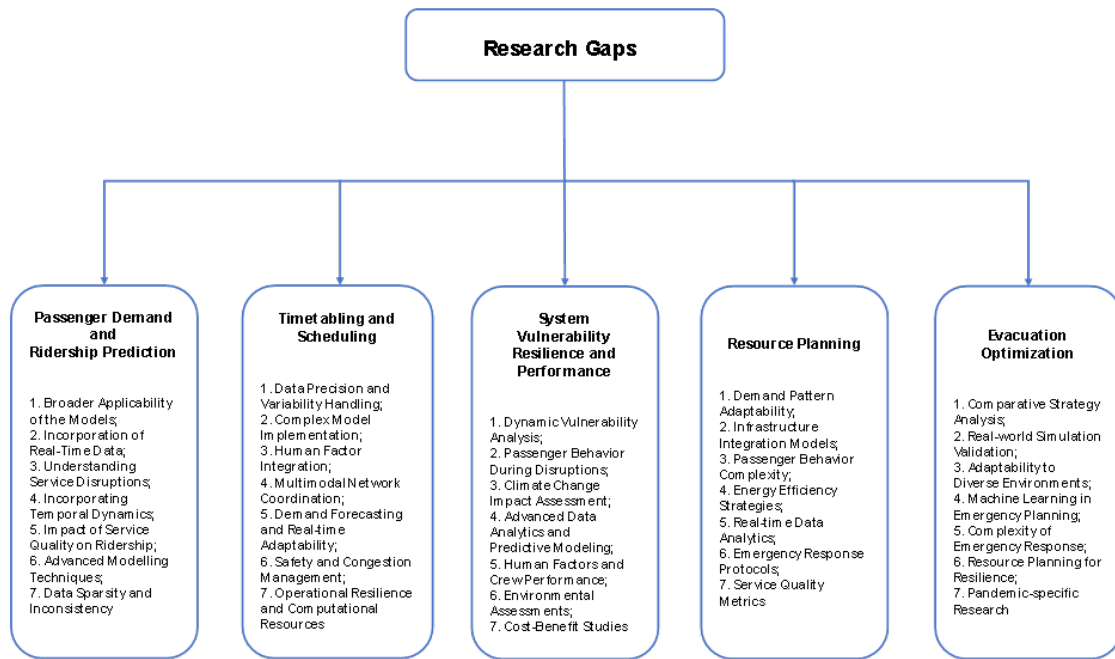 Research Gaps
Passenger Demand
and
Ridership Prediction
1. Broader Applicability
of the Models;
2. Incorporation of
Real-Time Data;
3. Understanding
Service Disruptions;
4. Incorporating
Temporal Dynamics;
5. Impact of Service
Quality on Ridership;
6. Advanced Modelling
Techniques;
7. Data Sparsity and
Inconsistency
Timetabling and
Scheduling
1. Data Precision and
Variability Handling;
2. Complex Model
Implementation;
3. Human Factor
Integration;
4. Multimodal Network
Coordination;
5. Demand Forecasting
and Real-time
Adaptability;
6. Safety and Congestion
Management;
7. Operational Resilience
and Computational
Resources
System
Vulnerability
Resilience and
Performance
1. Dynamic Vulnerability
Analysis;
2. Passenger Behavior
During Disruptions;
3. Climate Change
Impact Assessment;
4. Advanced Data
Analytics and
Predictive Modeling;
5. Human Factors and
Crew Performance;
6. Environmental
Assessments;
7. Cost-Benefit Studies
Resource Planning
1. Demand Pattern
Adaptability;
2. Infrastructure
Integration Models;
3. Passenger Behavior
Complexity;
4. Energy Efficiency
Strategies;
5. Real-time Data
Analytics;
6. Emergency Response
Protocols;
7. Service Quality
Metrics
Evacuation
Optimization
1. Comparative Strategy
Analysis;
2. Real-world Simulation
Validation;
3. Adaptability to
Diverse Environments;
4. Machine Learning in
Emergency Planning;
5. Complexity of
Emergency Response;
6. Resource Planning for
Resilience;
7. Pandemic-specific
Research